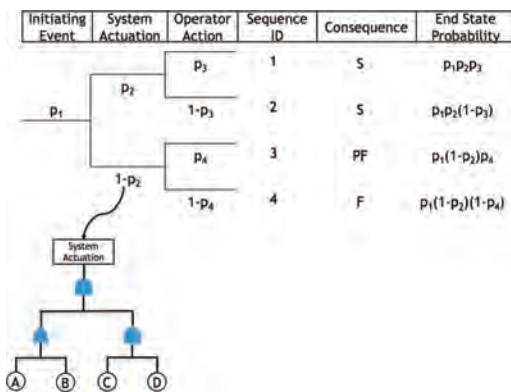 Initiating Event System Actuation Operator Action Sequence ID Consequence End State Probability
p3 1 S p1p2p3
p2
p1 1-p3 2 S p1p2(1-p3)
p4 3 PF p1(1-p2)p4
1-p2
1-p4 4 F p1(1-p2)(1-p4)
System
Actuation
A B C D